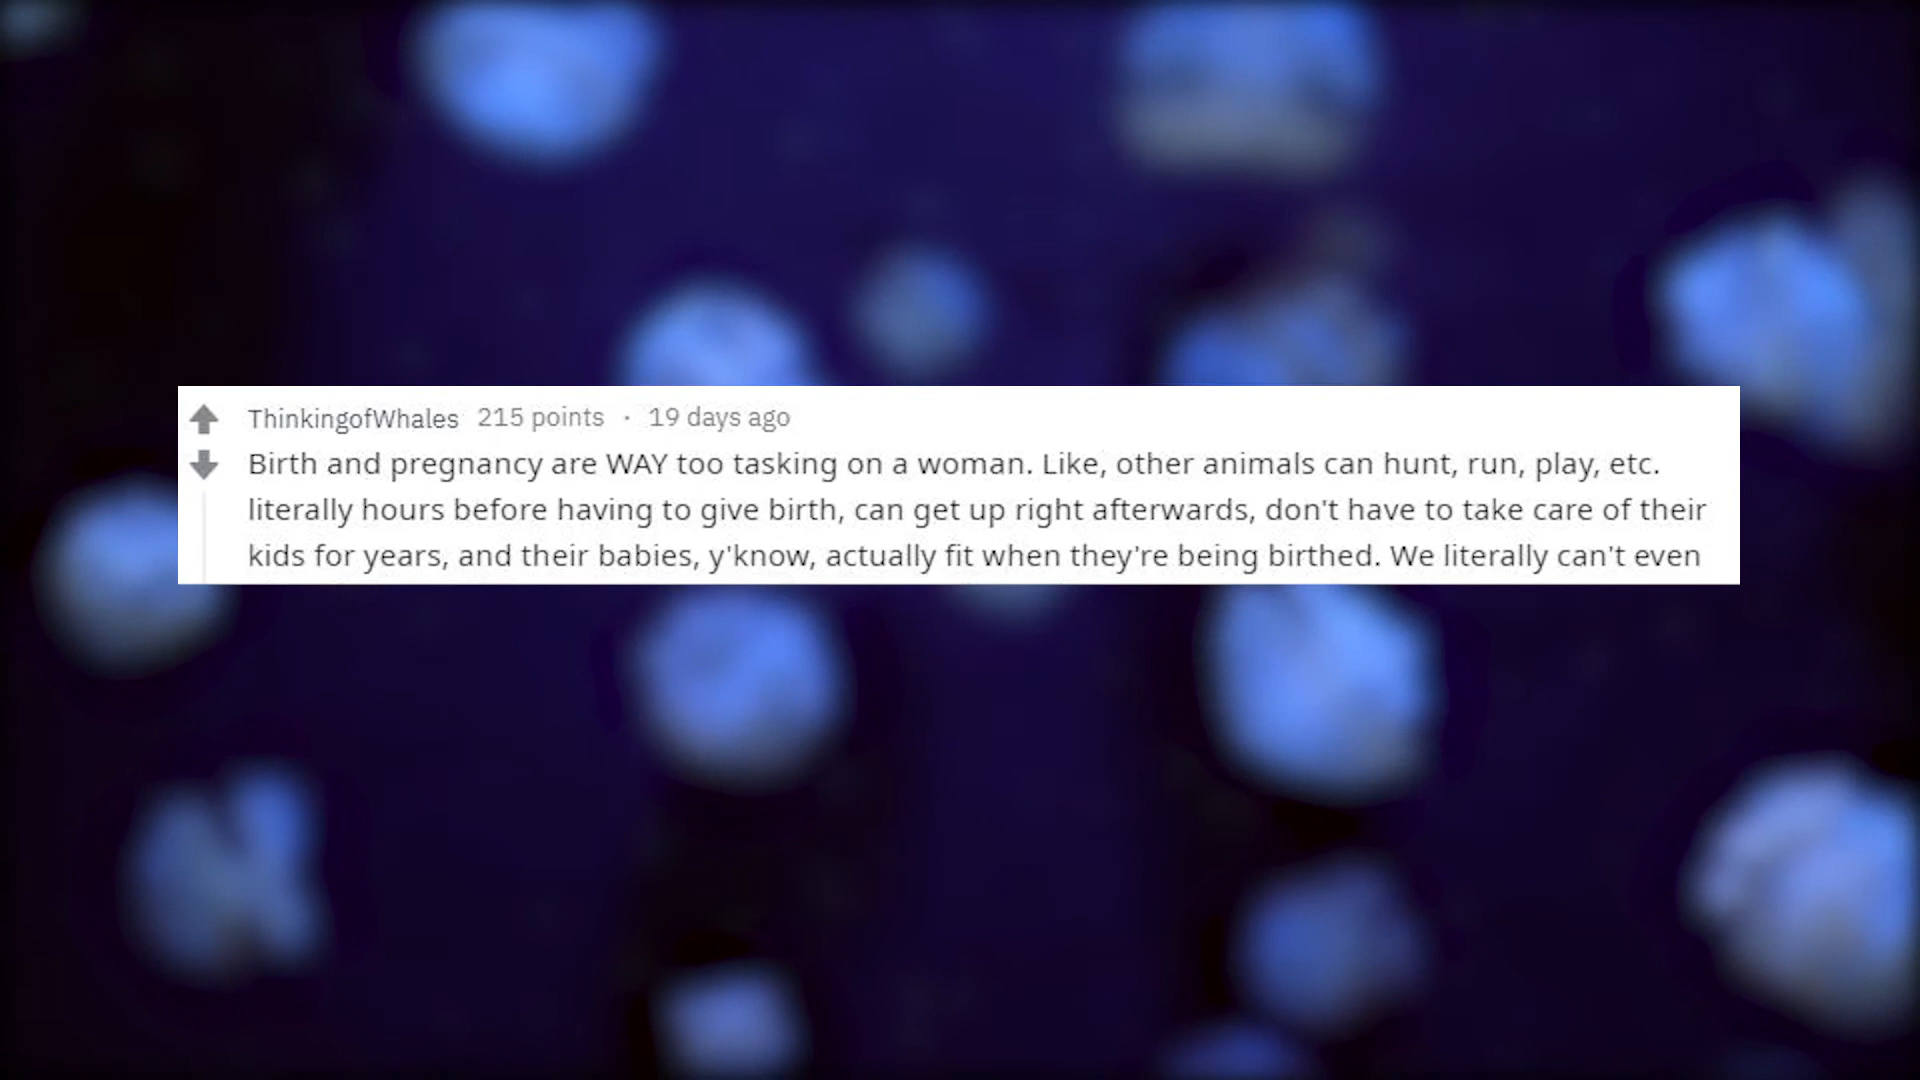 ThinkingofWhales 215 points · 19 days ago
Birth and pregnancy are WAY too tasking on a woman. Like, other animals can hunt, run, play, etc.
literally hours before having to give birth, can get up right afterwards, don't have to take care of their
kids for years, and their babies, y'know, actually fit when they're being birthed. We literally can't even